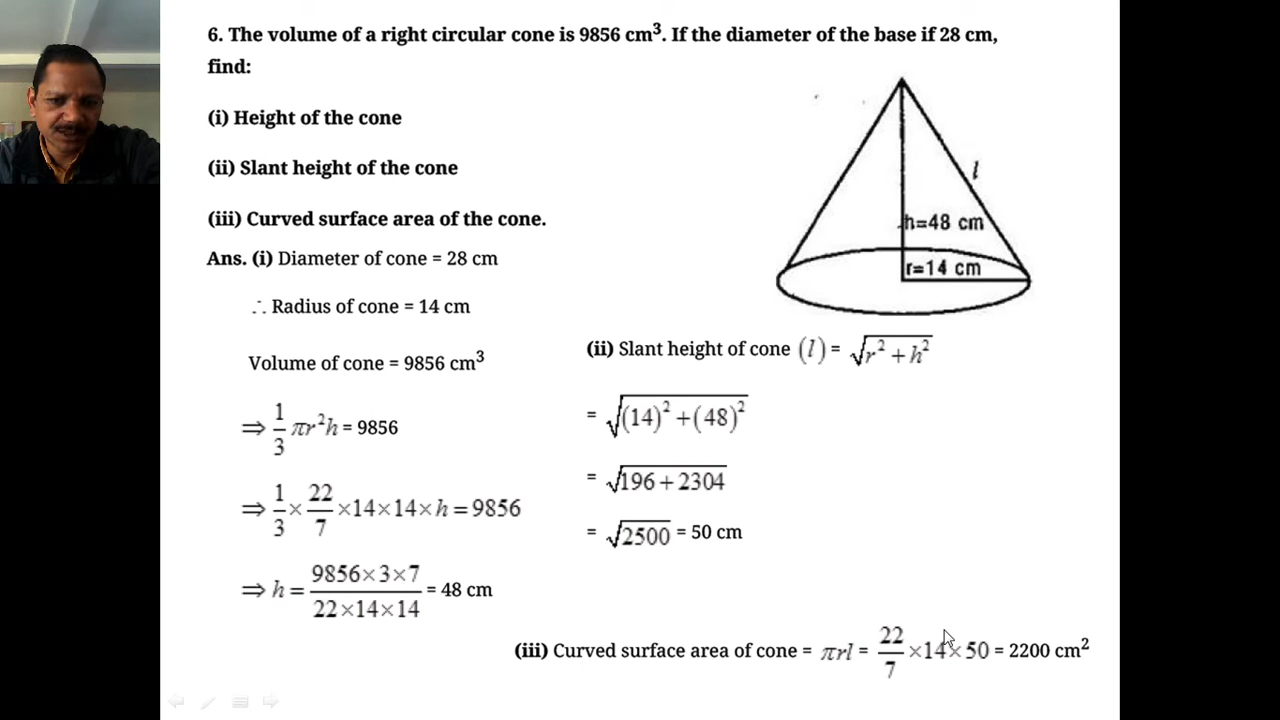 6. The volume of a right circular cone is 9856 cm³. If the diameter of the base if 28 cm,
find:
(i) Height of the cone
(ii) Slant height of the cone
(iii) Curved surface area of the cone.
l
h=48 cm
r=14 cm
Ans. (i) Diameter of cone = 28 cm
∴ Radius of cone = 14 cm
Volume of cone = 9856 cm³
⇒ 1/3 πr²h = 9856
⇒ 1/3 × 22/7 ×14×14×h = 9856
⇒ h = 9856×3×7 / 22×14×14 = 48 cm
(ii) Slant height of cone (l) = √r² + h²
= √(14)² + (48)²
= √196 + 2304
= √2500 = 50 cm
(iii) Curved surface area of cone = πrl = 22/7 ×14×50 = 2200 cm²